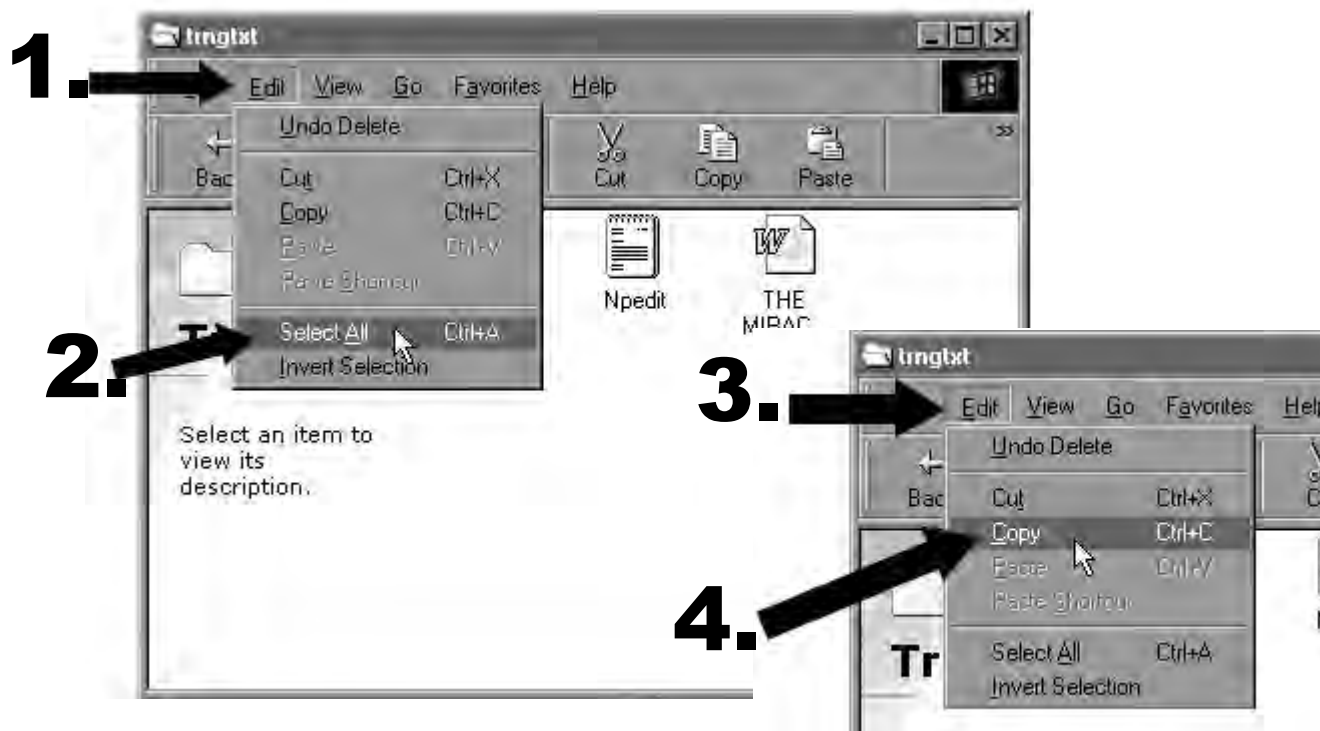 1.
trngtxt
Edit View Go Favorites Help
Undo Delete
Cut Ctrl+X
Copy Ctrl+C
Paste Ctrl+V
Paste Shortcut
Select All Ctrl+A
Invert Selection
Bac
Cut Copy Paste
»
Npedit
THE
MIRAC
2.
Select an item to
view its
description.
3.
trngtxt
Edit View Go Favorites Help
Undo Delete
Bac
Cut Ctrl+X
Copy Ctrl+C
Paste Ctrl+V
Paste Shortcut
Select All Ctrl+A
Invert Selection
4.
Tr